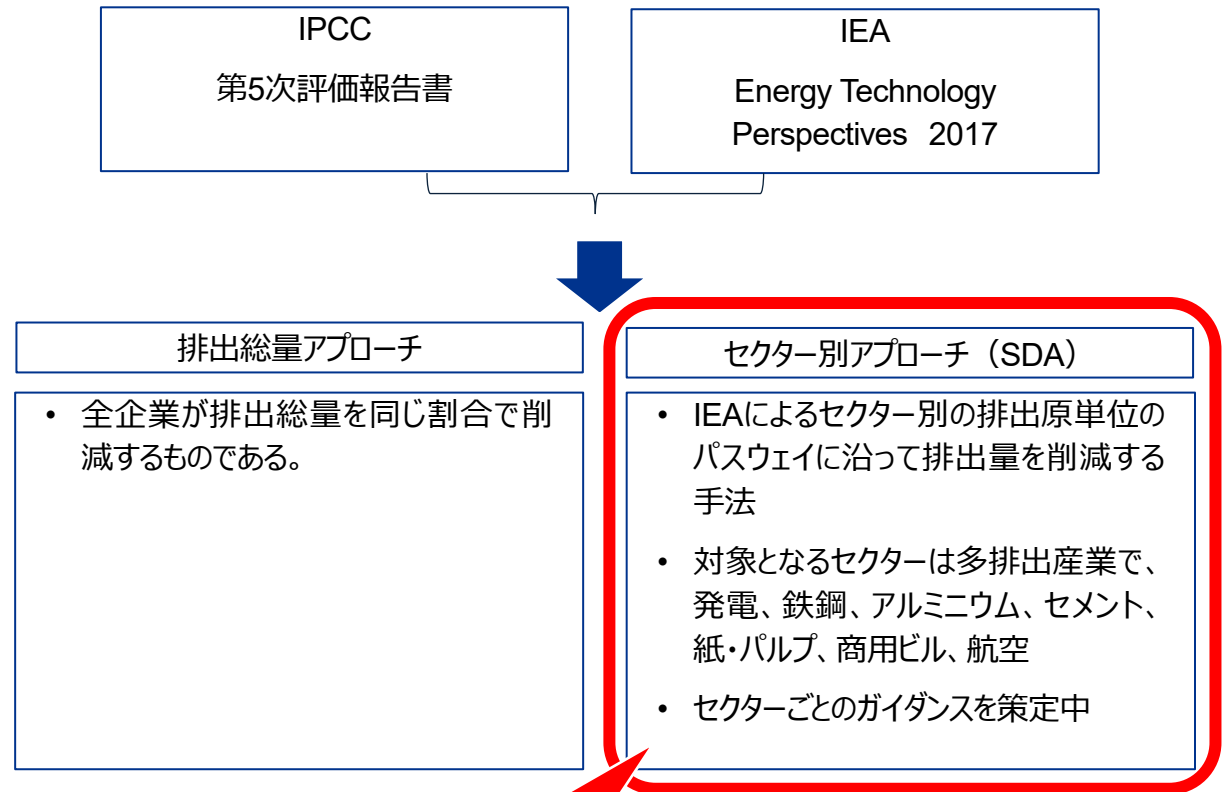 IPCC
第5次評価報告書
IEA
Energy Technology
Perspectives 2017
排出総量アプローチ
• 全企業が排出総量を同じ割合で削
減するものである。
セクター別アプローチ（SDA）
• IEAによるセクター別の排出原単位の
パスウェイに沿って排出量を削減する
手法
• 対象となるセクターは多排出産業で、
発電、鉄鋼、アルミニウム、セメント、
紙・パルプ、商用ビル、航空
• セクターごとのガイダンスを策定中